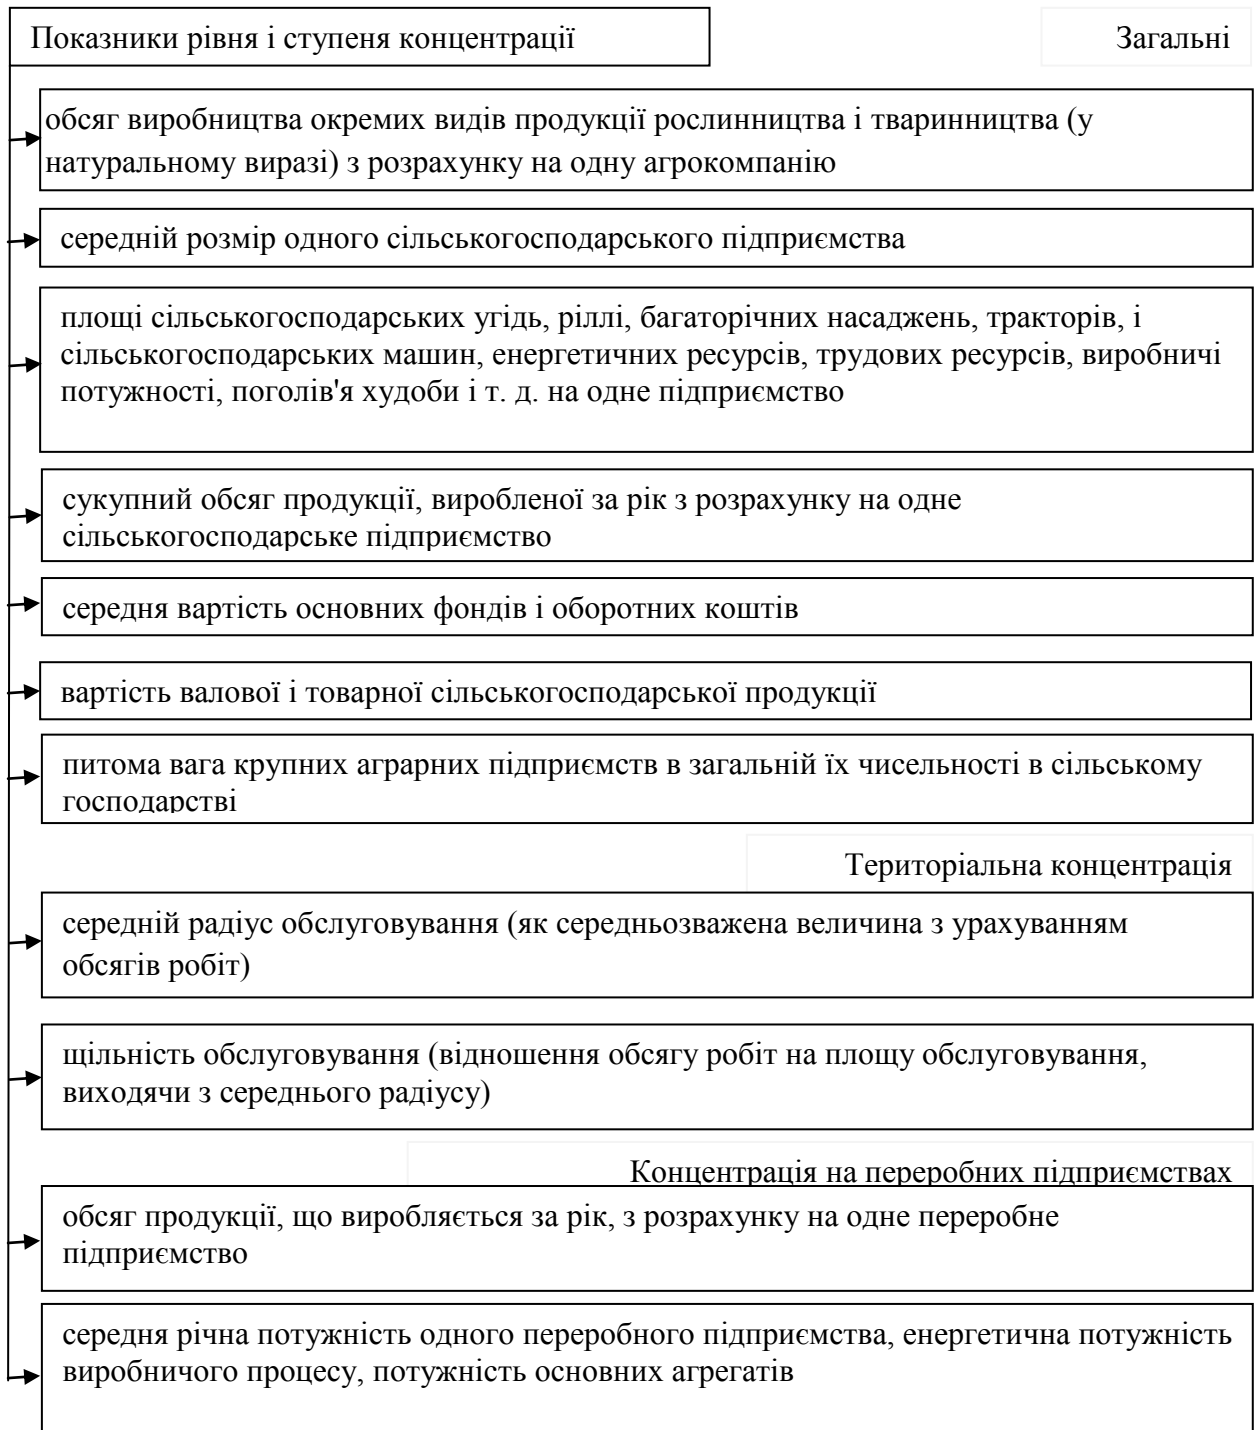 Показники рівня і ступеня концентрації
Загальні
обсяг виробництва окремих видів продукції рослинництва і тваринництва (у
натуральному виразі) з розрахунку на одну агрокомпанію
середній розмір одного сільськогосподарського підприємства
площі сільськогосподарських угідь, ріллі, багаторічних насаджень, тракторів, і
сільськогосподарських машин, енергетичних ресурсів, трудових ресурсів, виробничі
потужності, поголів'я худоби і т. д. на одне підприємство
сукупний обсяг продукції, виробленої за рік з розрахунку на одне
сільськогосподарське підприємство
середня вартість основних фондів і оборотних коштів
вартість валової і товарної сільськогосподарської продукції
питома вага крупних аграрних підприємств в загальній їх чисельності в сільському
господарстві
Територіальна концентрація
середній радіус обслуговування (як середньозважена величина з урахуванням
обсягів робіт)
щільність обслуговування (відношення обсягу робіт на площу обслуговування,
виходячи з середнього радіусу)
Концентрація на переробних підприємствах
обсяг продукції, що виробляється за рік, з розрахунку на одне переробне
підприємство
середня річна потужність одного переробного підприємства, енергетична потужність
виробничого процесу, потужність основних агрегатів